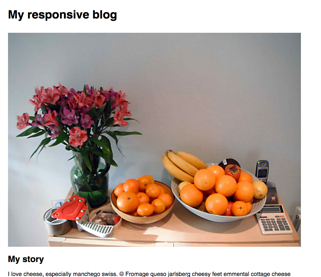 My responsive blog
My story
I love cheese, especially manchego swiss. © Fromage queso jarlsberg cheesy feet emmental cottage cheese